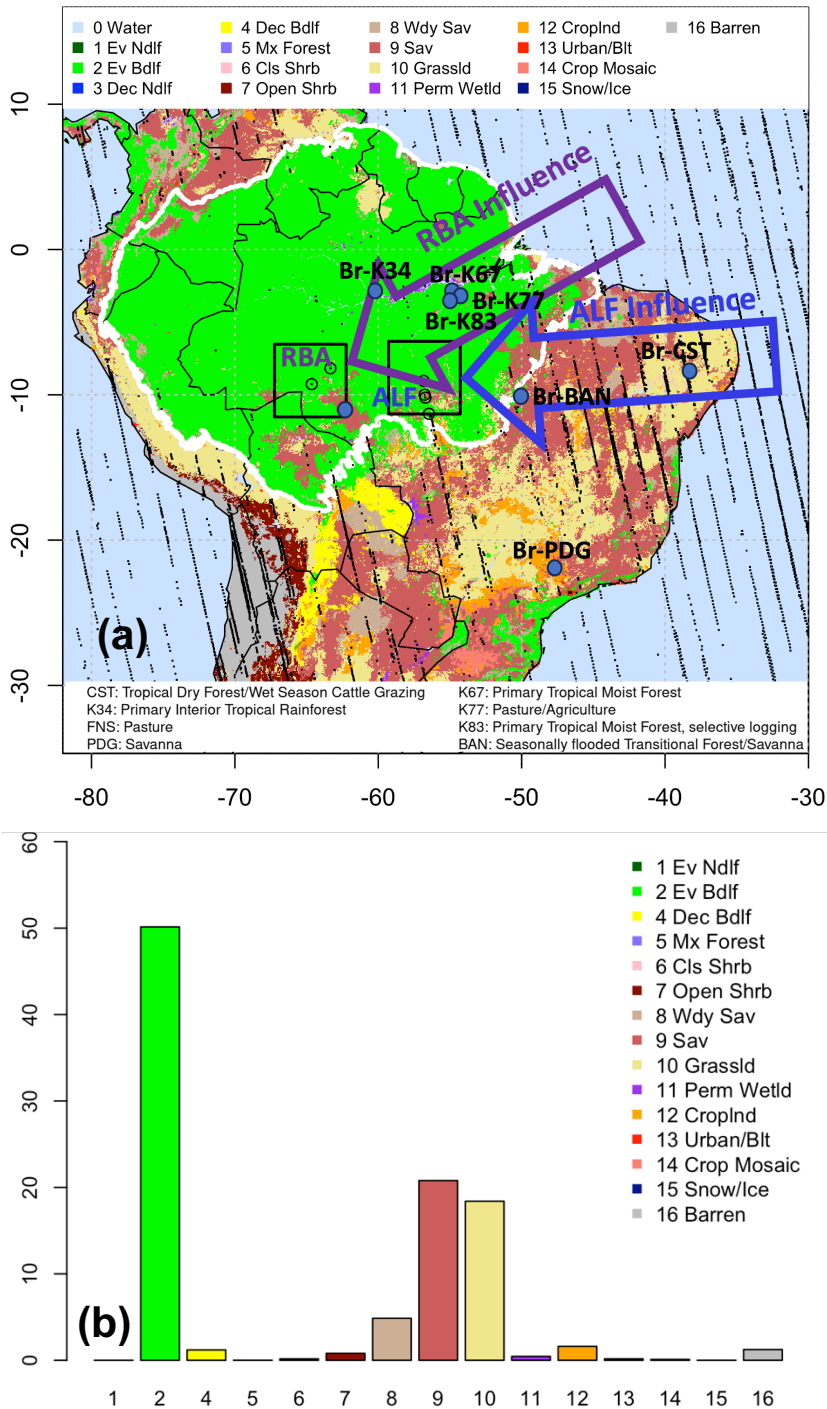 0 Water 4 Dec Bdlf 8 Wdy Sav 12 Croplnd 16 Barren
1 Ev Ndlf 5 Mx Forest 9 Sav 13 Urban/Blt
2 Ev Bdlf 6 Cls Shrb 10 Grassld 14 Crop Mosaic
3 Dec Ndlf 7 Open Shrb 11 Perm Wetld 15 Snow/Ice
10
0
-10
-20
-30
RBA Influence
Br-K34
Br-K67
Br-K77
Br-K83
ALF Influence
Br-CST
RBA
ALF
Br-BAN
Br-PDG
(a)
CST: Tropical Dry Forest/Wet Season Cattle Grazing
K34: Primary Interior Tropical Rainforest
FNS: Pasture
PDG: Savanna
K67: Primary Tropical Moist Forest
K77: Pasture/Agriculture
K83: Primary Tropical Moist Forest, selective logging
BAN: Seasonally flooded Transitional Forest/Savanna
-80 -70 -60 -50 -40 -30
60
50
40
30
20
10
0
1 Ev Ndlf
2 Ev Bdlf
4 Dec Bdlf
5 Mx Forest
6 Cls Shrb
7 Open Shrb
8 Wdy Sav
9 Sav
10 Grassld
11 Perm Wetld
12 Croplnd
13 Urban/Blt
14 Crop Mosaic
15 Snow/Ice
16 Barren
(b)
1 2 4 5 6 7 8 9 10 11 12 13 14 15 16